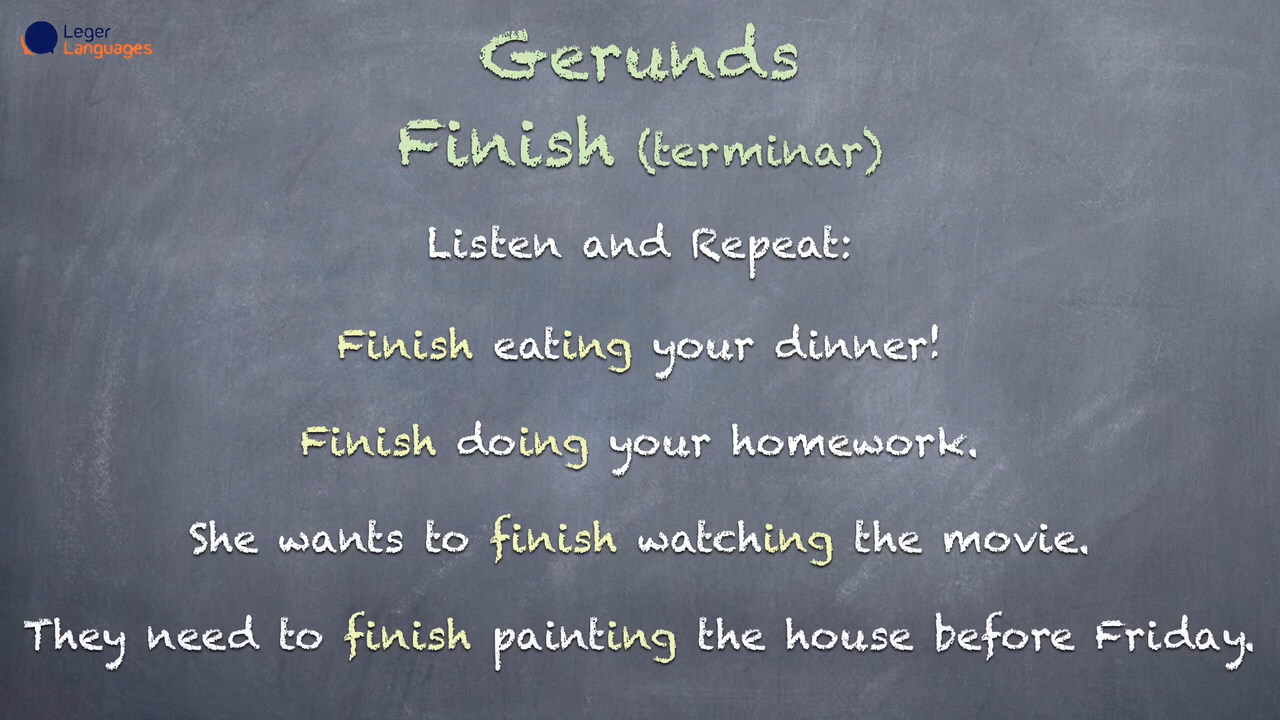 Leger
Languages
Gerunds
Finish (terminar)
Listen and Repeat:
Finish eating your dinner!
Finish doing your homework.
She wants to finish watching the movie.
They need to finish painting the house before Friday.